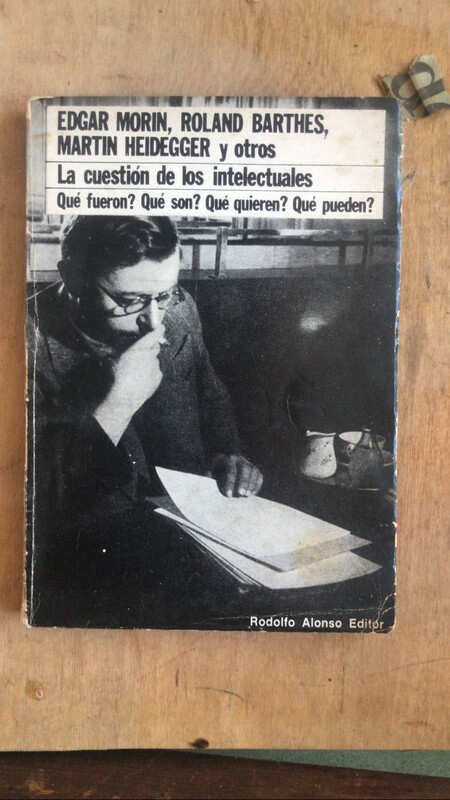 EDGAR MORIN, ROLAND BARTHES,
MARTIN HEIDEGGER y otros
La cuestión de los intelectuales
Qué fueron? Qué son? Qué quieren? Qué pueden?
Rodolfo Alonso Editor